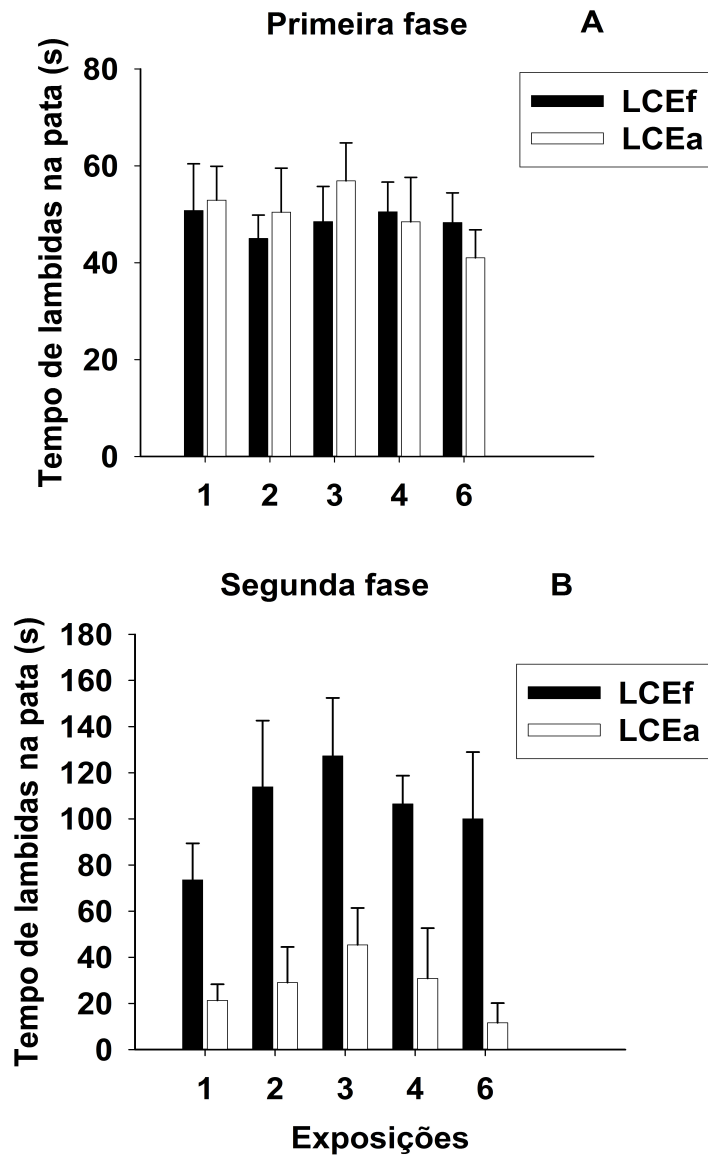 Primeira fase A
80
60
40
20
0
Tempo de lambidas na pata (s)
LCEf
LCEa
1 2 3 4 6
Segunda fase B
180
160
140
120
100
80
60
40
20
0
Tempo de lambidas na pata (s)
LCEf
LCEa
1 2 3 4 6
Exposições